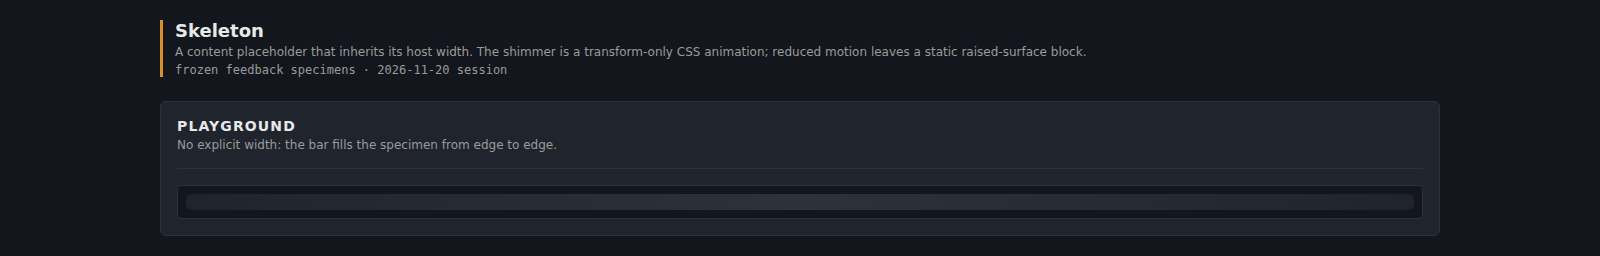 Skeleton
A content placeholder that inherits its host width. The shimmer is a transform-only CSS animation; reduced motion leaves a static raised-surface block.
frozen feedback specimens · 2026-11-20 session
PLAYGROUND
No explicit width: the bar fills the specimen from edge to edge.